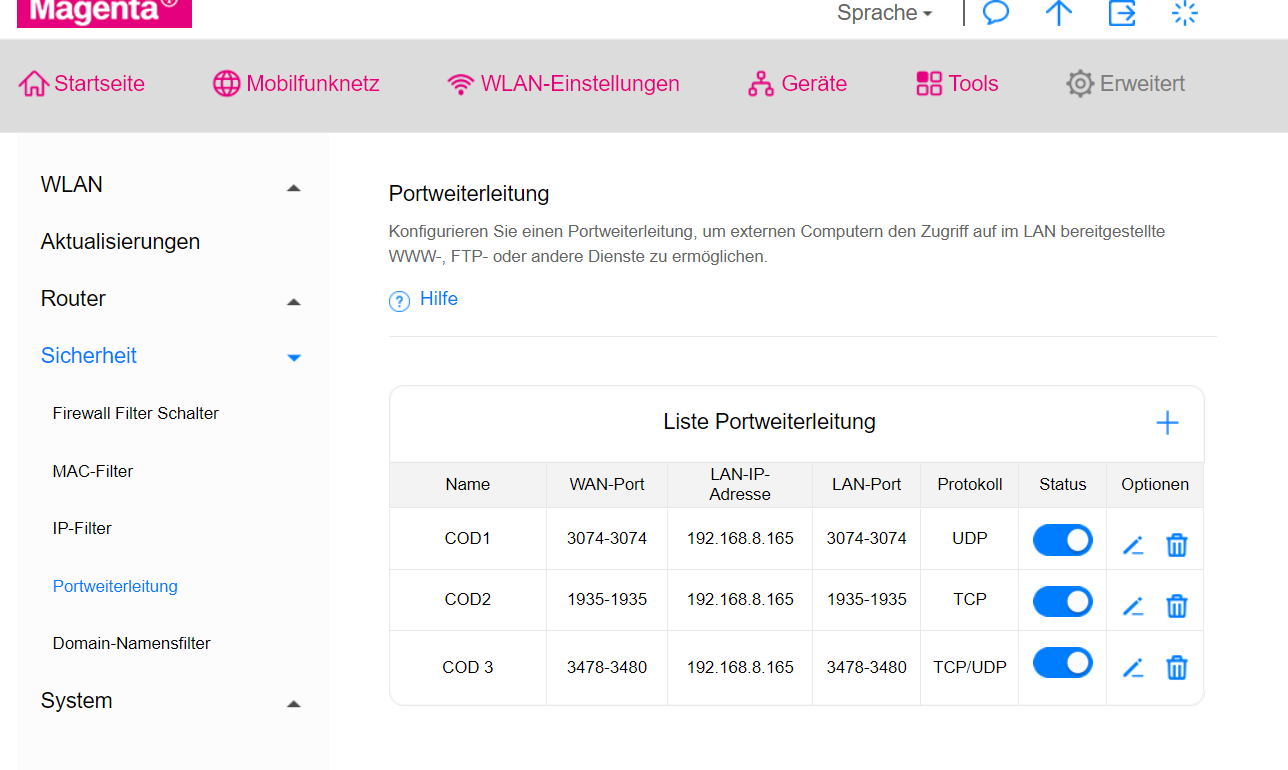 Magenta®
Sprache
Startseite
Mobilfunknetz
WLAN-Einstellungen
Geräte
Tools
Erweitert
WLAN
Aktualisierungen
Router
Sicherheit
Firewall Filter Schalter
MAC-Filter
IP-Filter
Portweiterleitung
Domain-Namensfilter
System
Portweiterleitung
Konfigurieren Sie einen Portweiterleitung, um externen Computern den Zugriff auf im LAN bereitgestellte
WWW-, FTP- oder andere Dienste zu ermöglichen.
? Hilfe
Liste Portweiterleitung
Name WAN-Port LAN-IP-Adresse LAN-Port Protokoll Status Optionen
COD1 3074-3074 192.168.8.165 3074-3074 UDP
COD2 1935-1935 192.168.8.165 1935-1935 TCP
COD 3 3478-3480 192.168.8.165 3478-3480 TCP/UDP